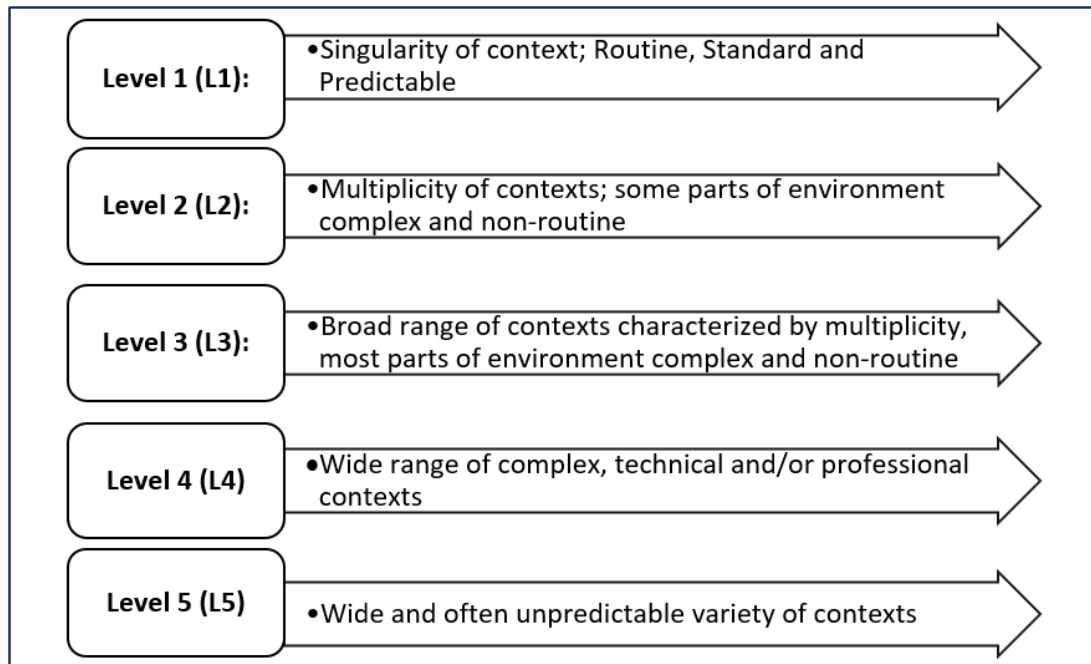 Level 1 (L1):
•Singularity of context; Routine, Standard and
Predictable
Level 2 (L2):
•Multiplicity of contexts; some parts of environment
complex and non-routine
Level 3 (L3):
•Broad range of contexts characterized by multiplicity,
most parts of environment complex and non-routine
Level 4 (L4)
•Wide range of complex, technical and/or professional
contexts
Level 5 (L5)
•Wide and often unpredictable variety of contexts